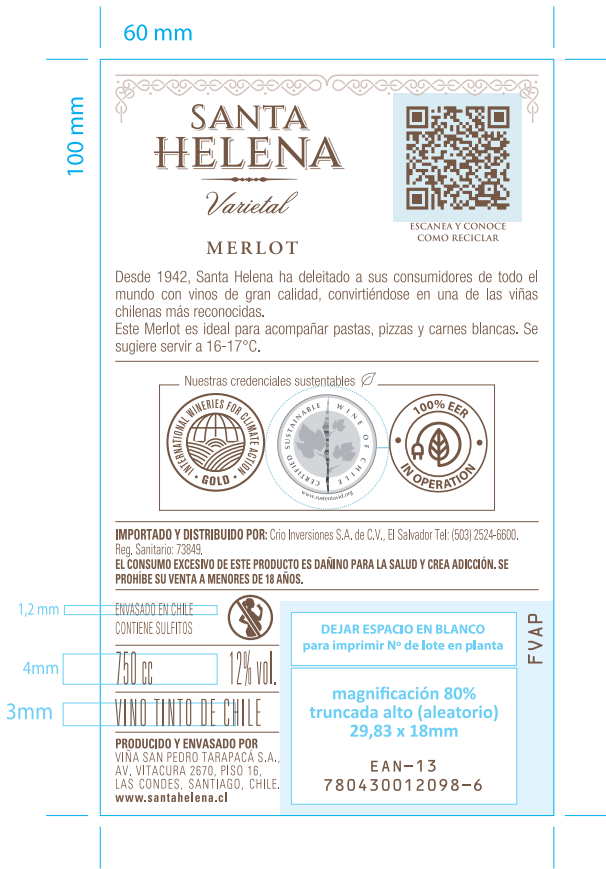 60 mm
100 mm
SANTA
HELENA
Varietal
MERLOT
ESCANEA Y CONOCE
COMO RECICLAR
Desde 1942, Santa Helena ha deleitado a sus consumidores de todo el
mundo con vinos de gran calidad, convirtiéndose en una de las viñas
chilenas más reconocidas.
Este Merlot es ideal para acompañar pastas, pizzas y carnes blancas. Se
sugiere servir a 16-17°C.
Nuestras credenciales sustentables
INTERNATIONAL WINERIES FOR CLIMATE ACTION
• GOLD •
CERTIFIED SUSTAINABLE WINE OF CHILE
www.sustentavid.org
100% EER
IN OPERATION
IMPORTADO Y DISTRIBUIDO POR: Crio Inversiones S.A. de C.V., El Salvador Tel: (503) 2524-6600.
Reg. Sanitario: 73849.
EL CONSUMO EXCESIVO DE ESTE PRODUCTO ES DAÑINO PARA LA SALUD Y CREA ADICCIÓN. SE
PROHÍBE SU VENTA A MENORES DE 18 AÑOS.
1,2 mm
ENVASADO EN CHILE
CONTIENE SULFITOS
4mm
750 cc 12% vol.
3mm
VINO TINTO DE CHILE
PRODUCIDO Y ENVASADO POR
VIÑA SAN PEDRO TARAPACÁ S.A.,
AV. VITACURA 2670, PISO 16,
LAS CONDES, SANTIAGO, CHILE.
www.santahelena.cl
DEJAR ESPACIO EN BLANCO
para imprimir Nº de lote en planta
FVAP
magnificación 80%
truncada alto (aleatorio)
29,83 x 18mm
EAN-13
780430012098-6